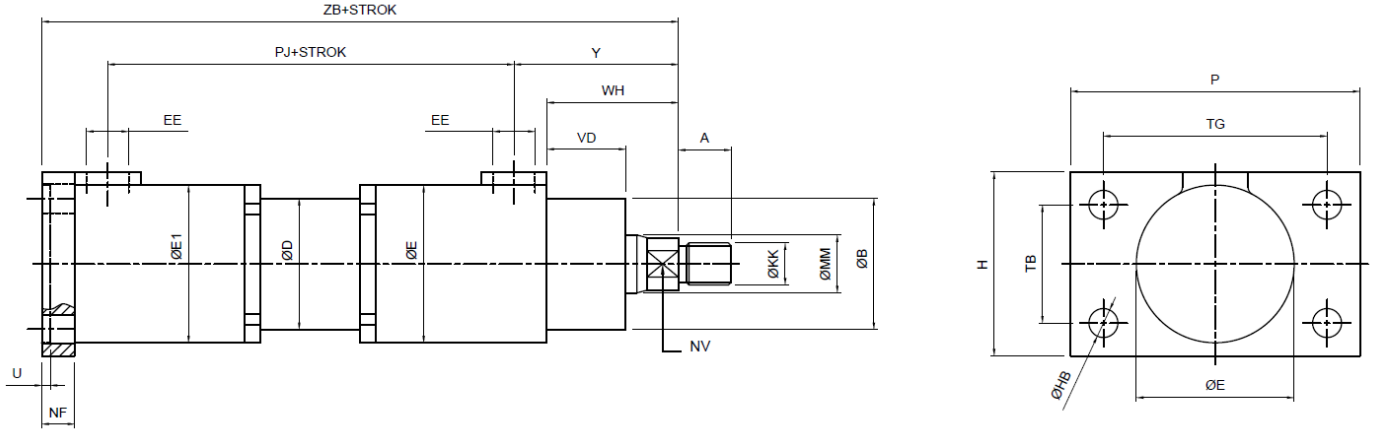 ZB+STROK
PJ+STROK
Y
WH
EE
EE
VD
A
ØE1
ØD
ØE
ØKK
ØMM
ØB
NV
U
NF
P
TG
H
TB
ØHB
ØE